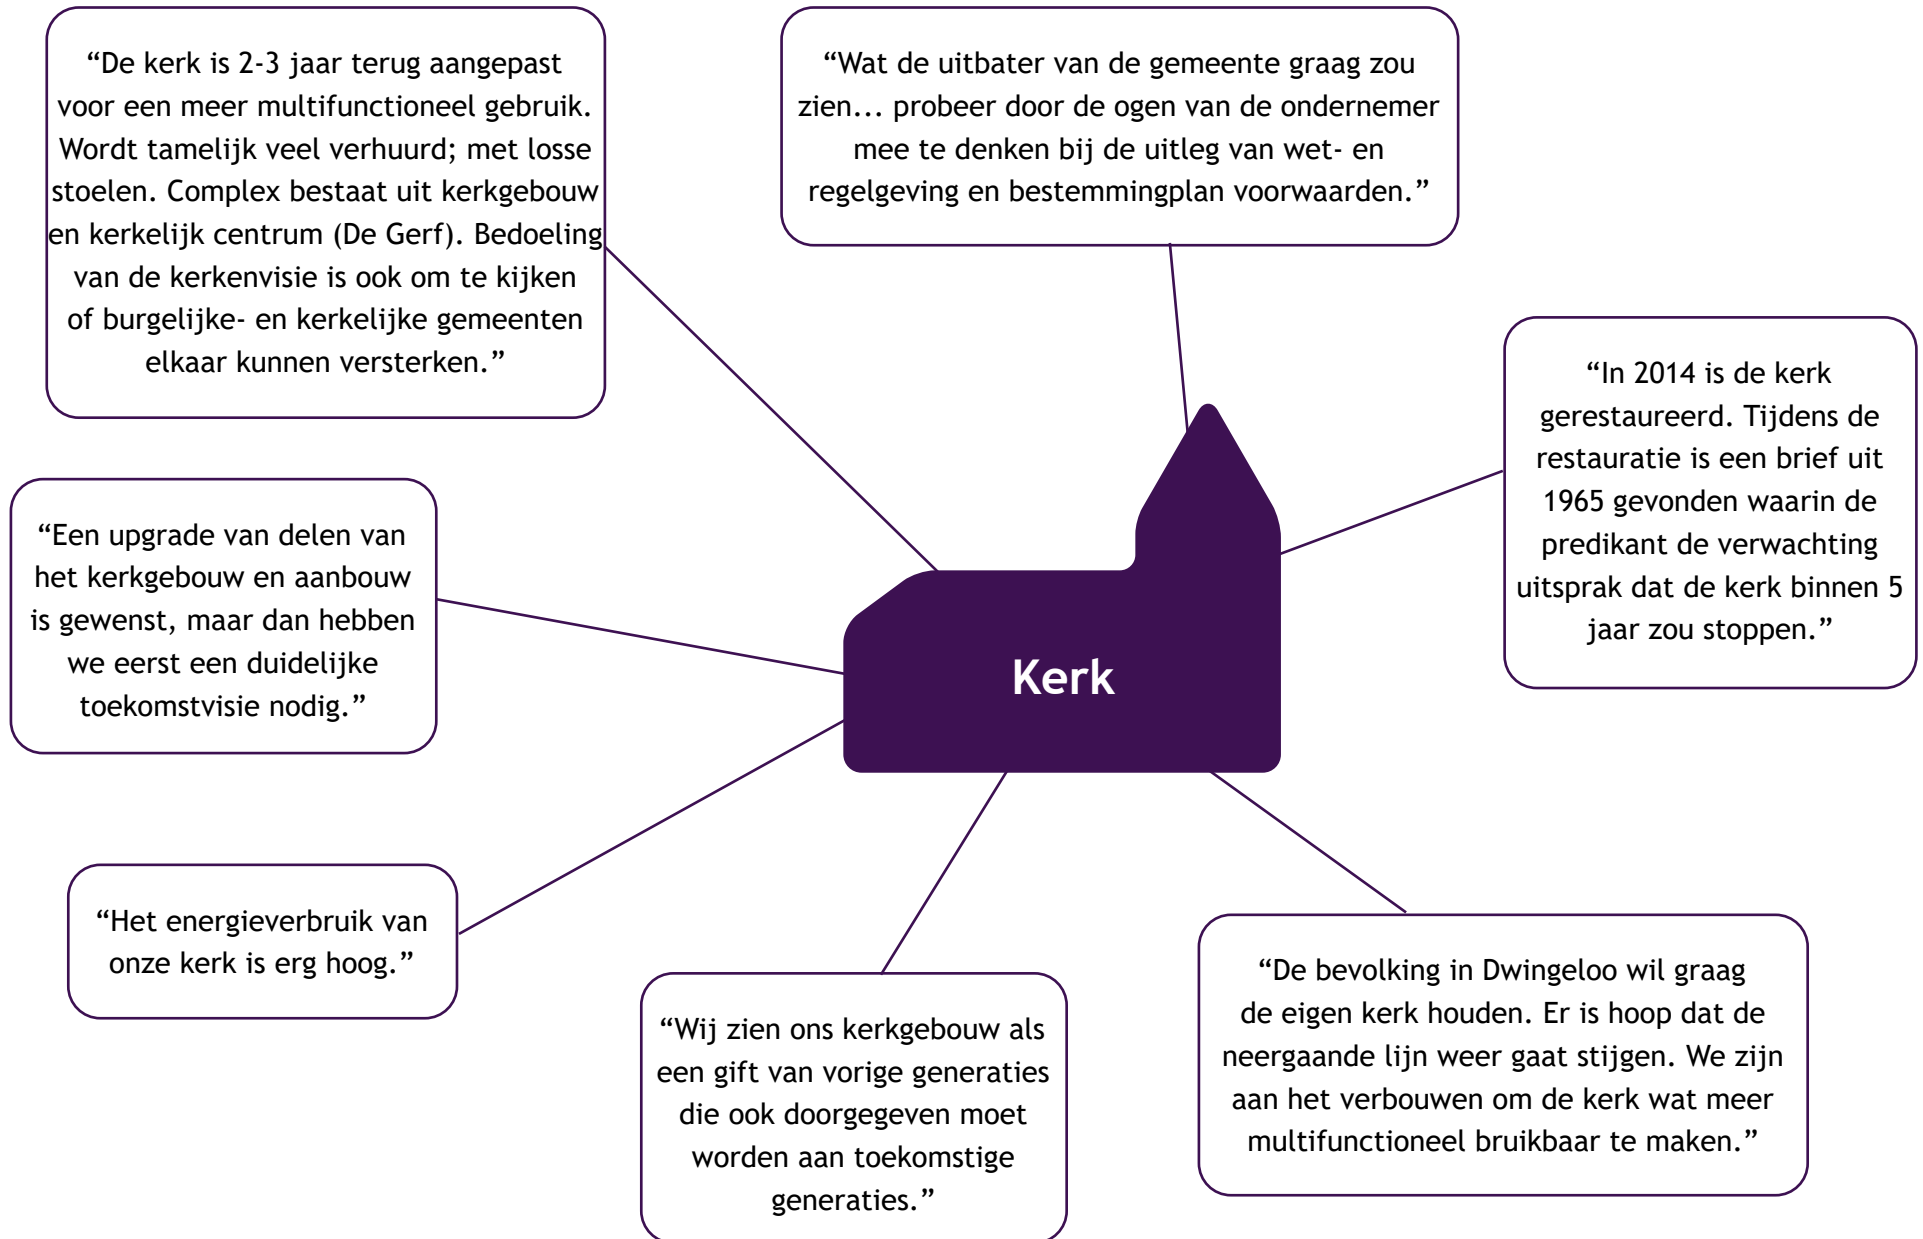 “De kerk is 2-3 jaar terug aangepast
voor een meer multifunctioneel gebruik.
Wordt tamelijk veel verhuurd; met losse
stoelen. Complex bestaat uit kerkgebouw
en kerkelijk centrum (De Gerf). Bedoeling
van de kerkenvisie is ook om te kijken
of burgelijke- en kerkelijke gemeenten
elkaar kunnen versterken.”
“Wat de uitbater van de gemeente graag zou
zien... probeer door de ogen van de ondernemer
mee te denken bij de uitleg van wet- en
regelgeving en bestemmingplan voorwaarden.”
“In 2014 is de kerk
gerestaureerd. Tijdens de
restauratie is een brief uit
1965 gevonden waarin de
predikant de verwachting
uitsprak dat de kerk binnen 5
jaar zou stoppen.”
“Een upgrade van delen van
het kerkgebouw en aanbouw
is gewenst, maar dan hebben
we eerst een duidelijke
toekomstvisie nodig.”
Kerk
“Het energieverbruik van
onze kerk is erg hoog.”
“Wij zien ons kerkgebouw als
een gift van vorige generaties
die ook doorgegeven moet
worden aan toekomstige
generaties.”
“De bevolking in Dwingeloo wil graag
de eigen kerk houden. Er is hoop dat de
neergaande lijn weer gaat stijgen. We zijn
aan het verbouwen om de kerk wat meer
multifunctioneel bruikbaar te maken.”